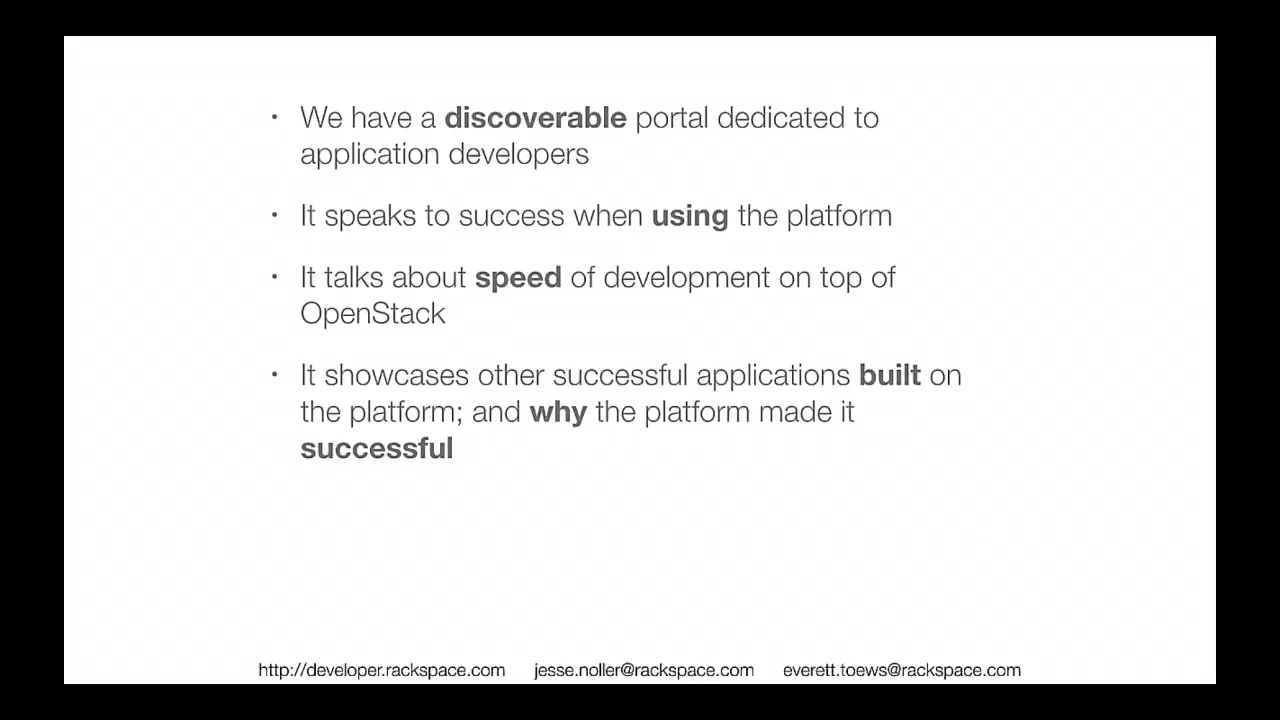 • We have a discoverable portal dedicated to
application developers
• It speaks to success when using the platform
• It talks about speed of development on top of
OpenStack
• It showcases other successful applications built on
the platform; and why the platform made it
successful
http://developer.rackspace.com jesse.noller@rackspace.com everett.toews@rackspace.com